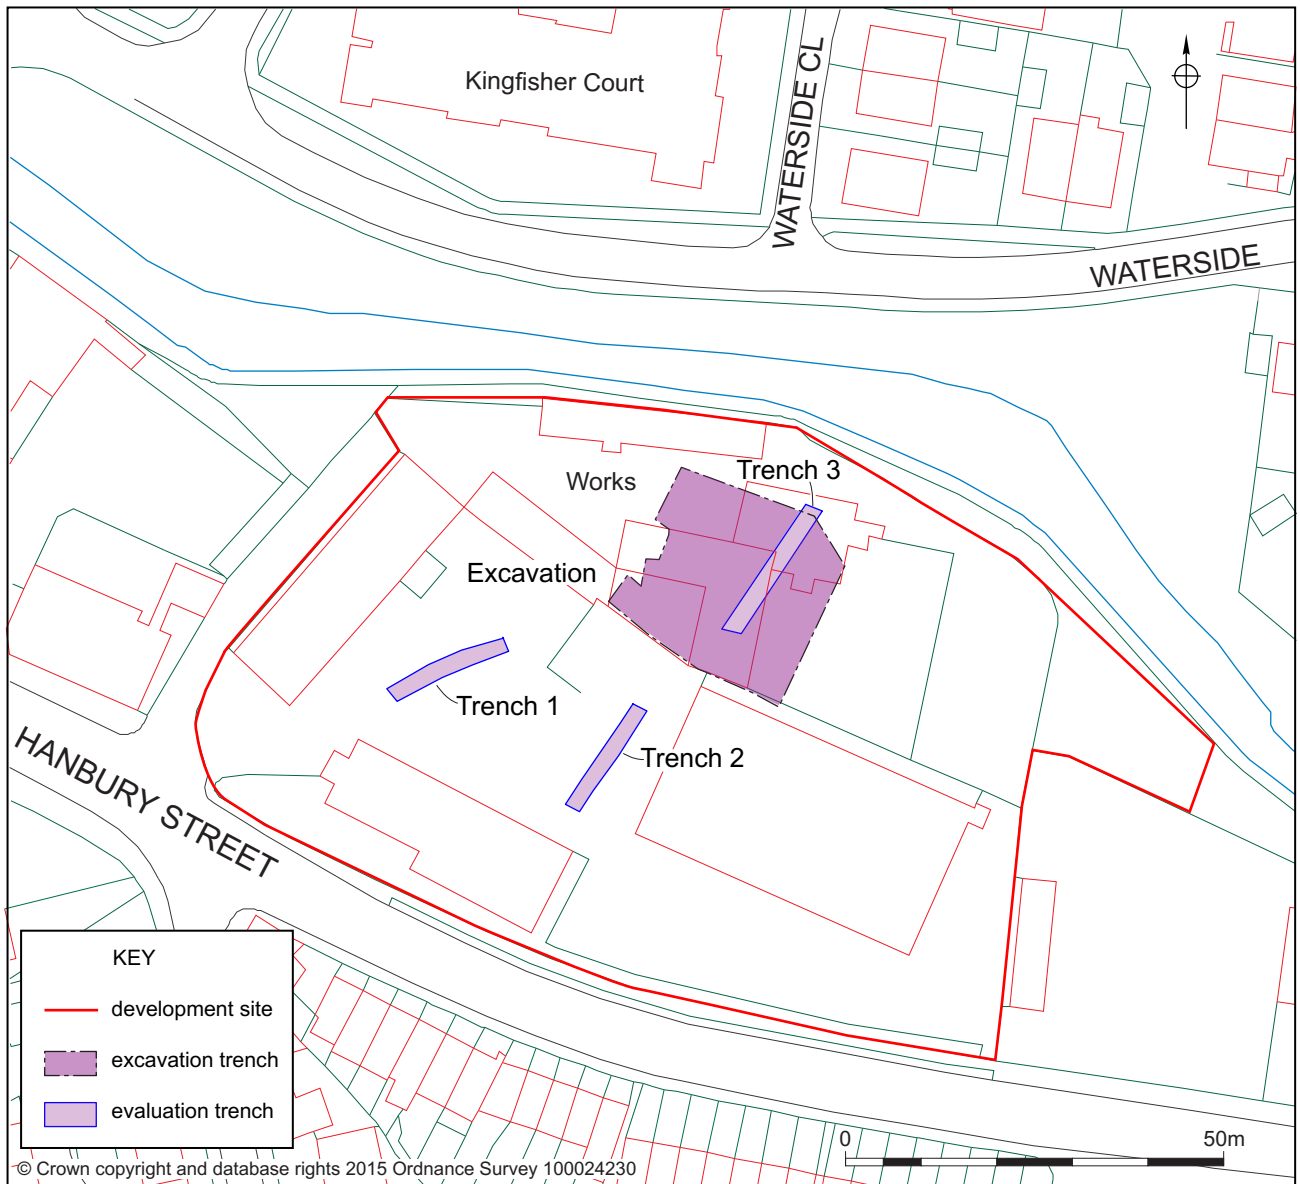 Kingfisher Court
WATERSIDE CL
WATERSIDE
Trench 3
Works
Excavation
Trench 1
Trench 2
HANBURY STREET
KEY
development site
excavation trench
evaluation trench
0 50m
© Crown copyright and database rights 2015 Ordnance Survey 100024230